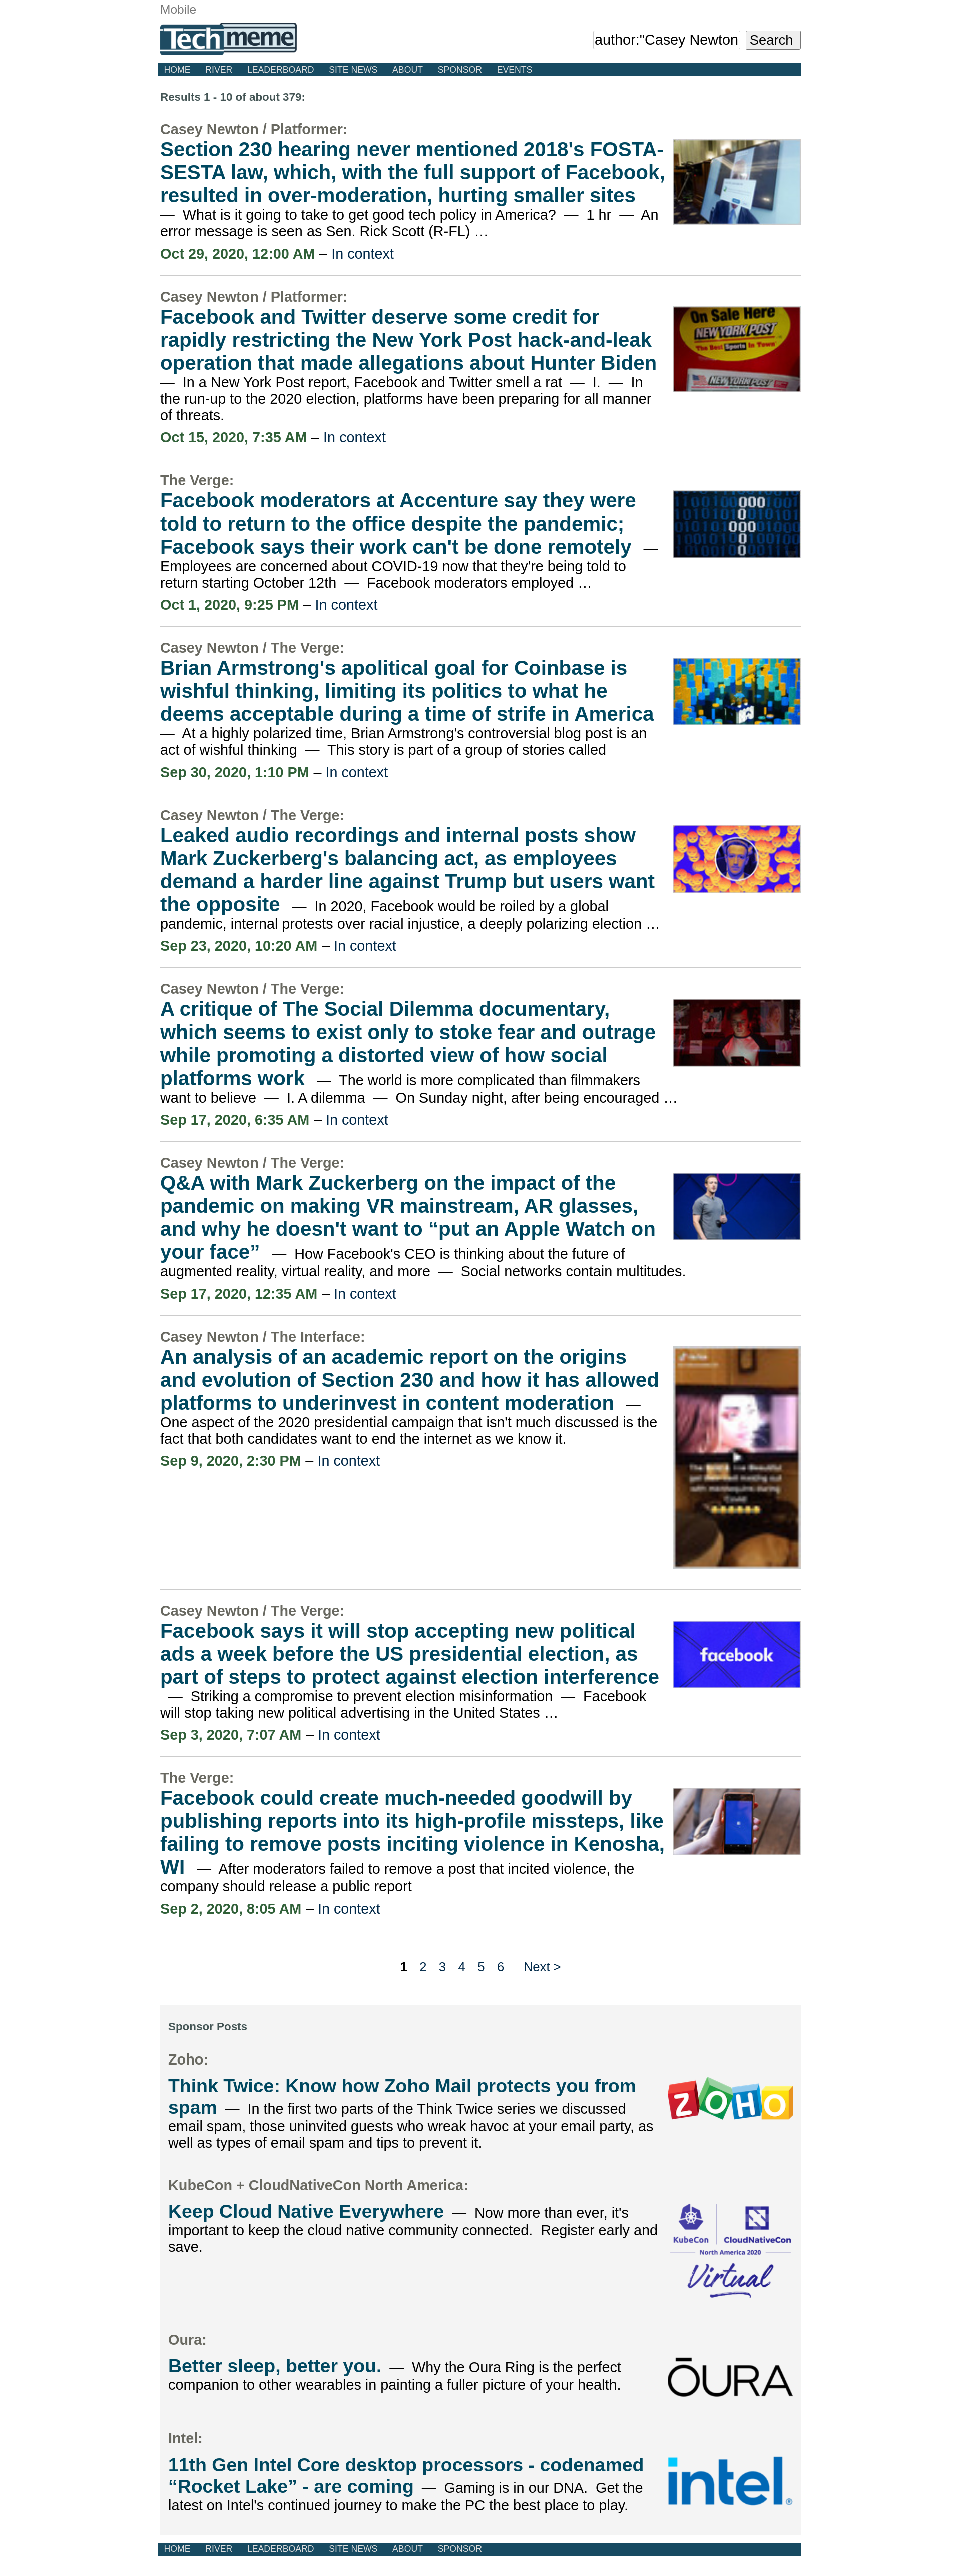 Mobile
Techmeme
author:"Casey Newton
Search
HOME RIVER LEADERBOARD SITE NEWS ABOUT SPONSOR EVENTS
Results 1 - 10 of about 379:
Casey Newton / Platformer:
Section 230 hearing never mentioned 2018's FOSTA-
SESTA law, which, with the full support of Facebook,
resulted in over-moderation, hurting smaller sites
— What is it going to take to get good tech policy in America? — 1 hr — An
error message is seen as Sen. Rick Scott (R-FL) …
Oct 29, 2020, 12:00 AM – In context
Casey Newton / Platformer:
Facebook and Twitter deserve some credit for
rapidly restricting the New York Post hack-and-leak
operation that made allegations about Hunter Biden
— In a New York Post report, Facebook and Twitter smell a rat — I. — In
the run-up to the 2020 election, platforms have been preparing for all manner
of threats.
Oct 15, 2020, 7:35 AM – In context
On Sale Here
NEW YORK POST
The Best Sports in Town
NEW YORK POST
The Verge:
Facebook moderators at Accenture say they were
told to return to the office despite the pandemic;
Facebook says their work can't be done remotely —
Employees are concerned about COVID-19 now that they're being told to
return starting October 12th — Facebook moderators employed …
Oct 1, 2020, 9:25 PM – In context
Casey Newton / The Verge:
Brian Armstrong's apolitical goal for Coinbase is
wishful thinking, limiting its politics to what he
deems acceptable during a time of strife in America
— At a highly polarized time, Brian Armstrong's controversial blog post is an
act of wishful thinking — This story is part of a group of stories called
Sep 30, 2020, 1:10 PM – In context
Casey Newton / The Verge:
Leaked audio recordings and internal posts show
Mark Zuckerberg's balancing act, as employees
demand a harder line against Trump but users want
the opposite — In 2020, Facebook would be roiled by a global
pandemic, internal protests over racial injustice, a deeply polarizing election …
Sep 23, 2020, 10:20 AM – In context
Casey Newton / The Verge:
A critique of The Social Dilemma documentary,
which seems to exist only to stoke fear and outrage
while promoting a distorted view of how social
platforms work — The world is more complicated than filmmakers
want to believe — I. A dilemma — On Sunday night, after being encouraged …
Sep 17, 2020, 6:35 AM – In context
Casey Newton / The Verge:
Q&A with Mark Zuckerberg on the impact of the
pandemic on making VR mainstream, AR glasses,
and why he doesn't want to “put an Apple Watch on
your face” — How Facebook's CEO is thinking about the future of
augmented reality, virtual reality, and more — Social networks contain multitudes.
Sep 17, 2020, 12:35 AM – In context
Casey Newton / The Interface:
An analysis of an academic report on the origins
and evolution of Section 230 and how it has allowed
platforms to underinvest in content moderation —
One aspect of the 2020 presidential campaign that isn't much discussed is the
fact that both candidates want to end the internet as we know it.
Sep 9, 2020, 2:30 PM – In context
Casey Newton / The Verge:
Facebook says it will stop accepting new political
ads a week before the US presidential election, as
part of steps to protect against election interference
— Striking a compromise to prevent election misinformation — Facebook
will stop taking new political advertising in the United States …
Sep 3, 2020, 7:07 AM – In context
facebook
The Verge:
Facebook could create much-needed goodwill by
publishing reports into its high-profile missteps, like
failing to remove posts inciting violence in Kenosha,
WI — After moderators failed to remove a post that incited violence, the
company should release a public report
Sep 2, 2020, 8:05 AM – In context
1 2 3 4 5 6 Next >
Sponsor Posts
Zoho:
Think Twice: Know how Zoho Mail protects you from
spam — In the first two parts of the Think Twice series we discussed
email spam, those uninvited guests who wreak havoc at your email party, as
well as types of email spam and tips to prevent it.
ZOHO
KubeCon + CloudNativeCon North America:
Keep Cloud Native Everywhere — Now more than ever, it's
important to keep the cloud native community connected. Register early and
save.
KubeCon CloudNativeCon
North America 2020
Virtual
Oura:
Better sleep, better you. — Why the Oura Ring is the perfect
companion to other wearables in painting a fuller picture of your health.
ŌURA
Intel:
11th Gen Intel Core desktop processors - codenamed
“Rocket Lake” - are coming — Gaming is in our DNA. Get the
latest on Intel's continued journey to make the PC the best place to play.
intel®
HOME RIVER LEADERBOARD SITE NEWS ABOUT SPONSOR